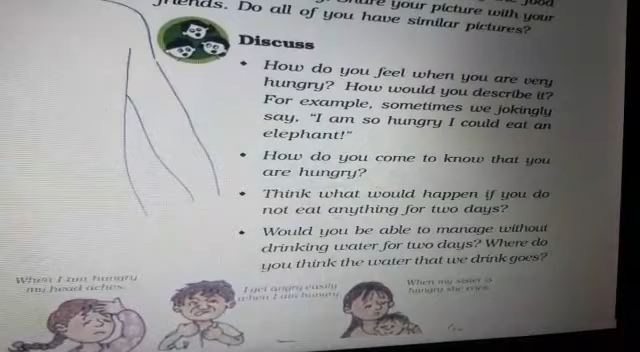 Share your picture with your
friends. Do all of you have similar pictures?
Discuss
• How do you feel when you are very
hungry? How would you describe it?
For example, sometimes we jokingly
say, "I am so hungry I could eat an
elephant!"
• How do you come to know that you
are hungry?
• Think what would happen if you do
not eat anything for two days?
• Would you be able to manage without
drinking water for two days? Where do
you think the water that we drink goes?
When I am hungry
my head aches.
I get angry easily
when I am hungry
When my sister is
hungry she cries.